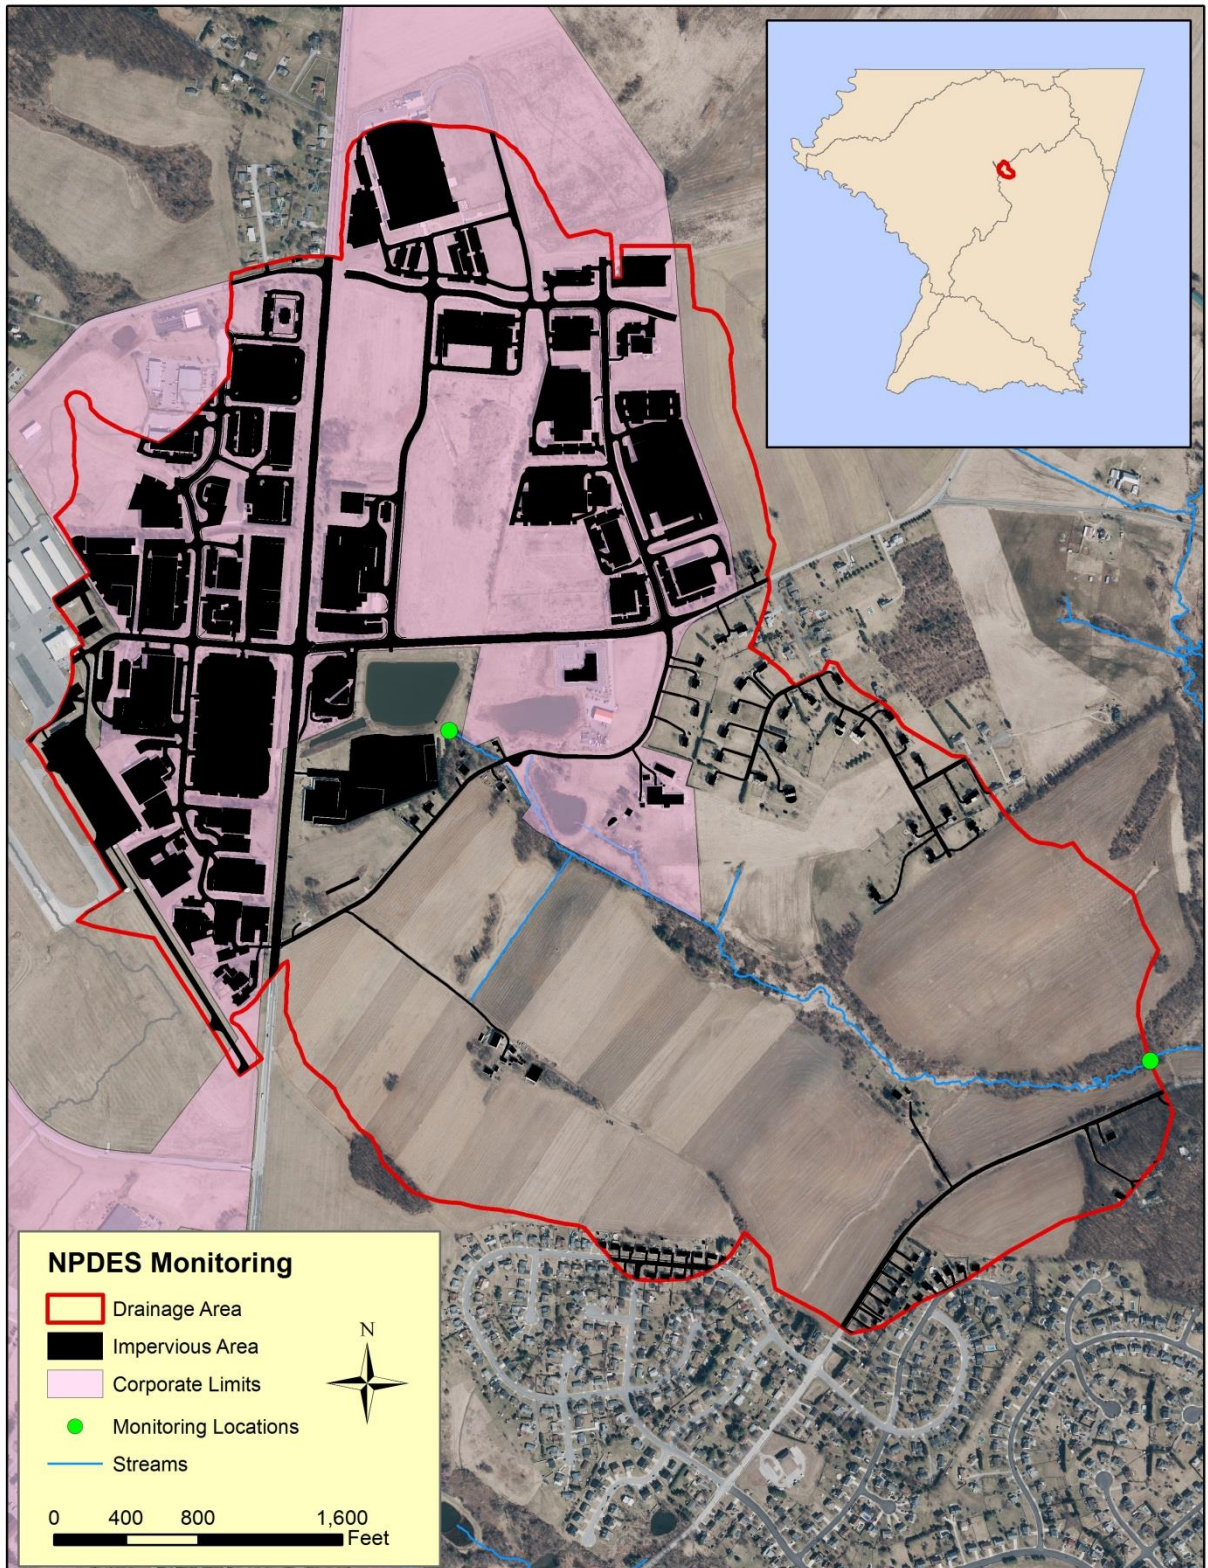 NPDES Monitoring
Drainage Area
Impervious Area
Corporate Limits
Monitoring Locations
Streams
N
0 400 800 1,600
Feet